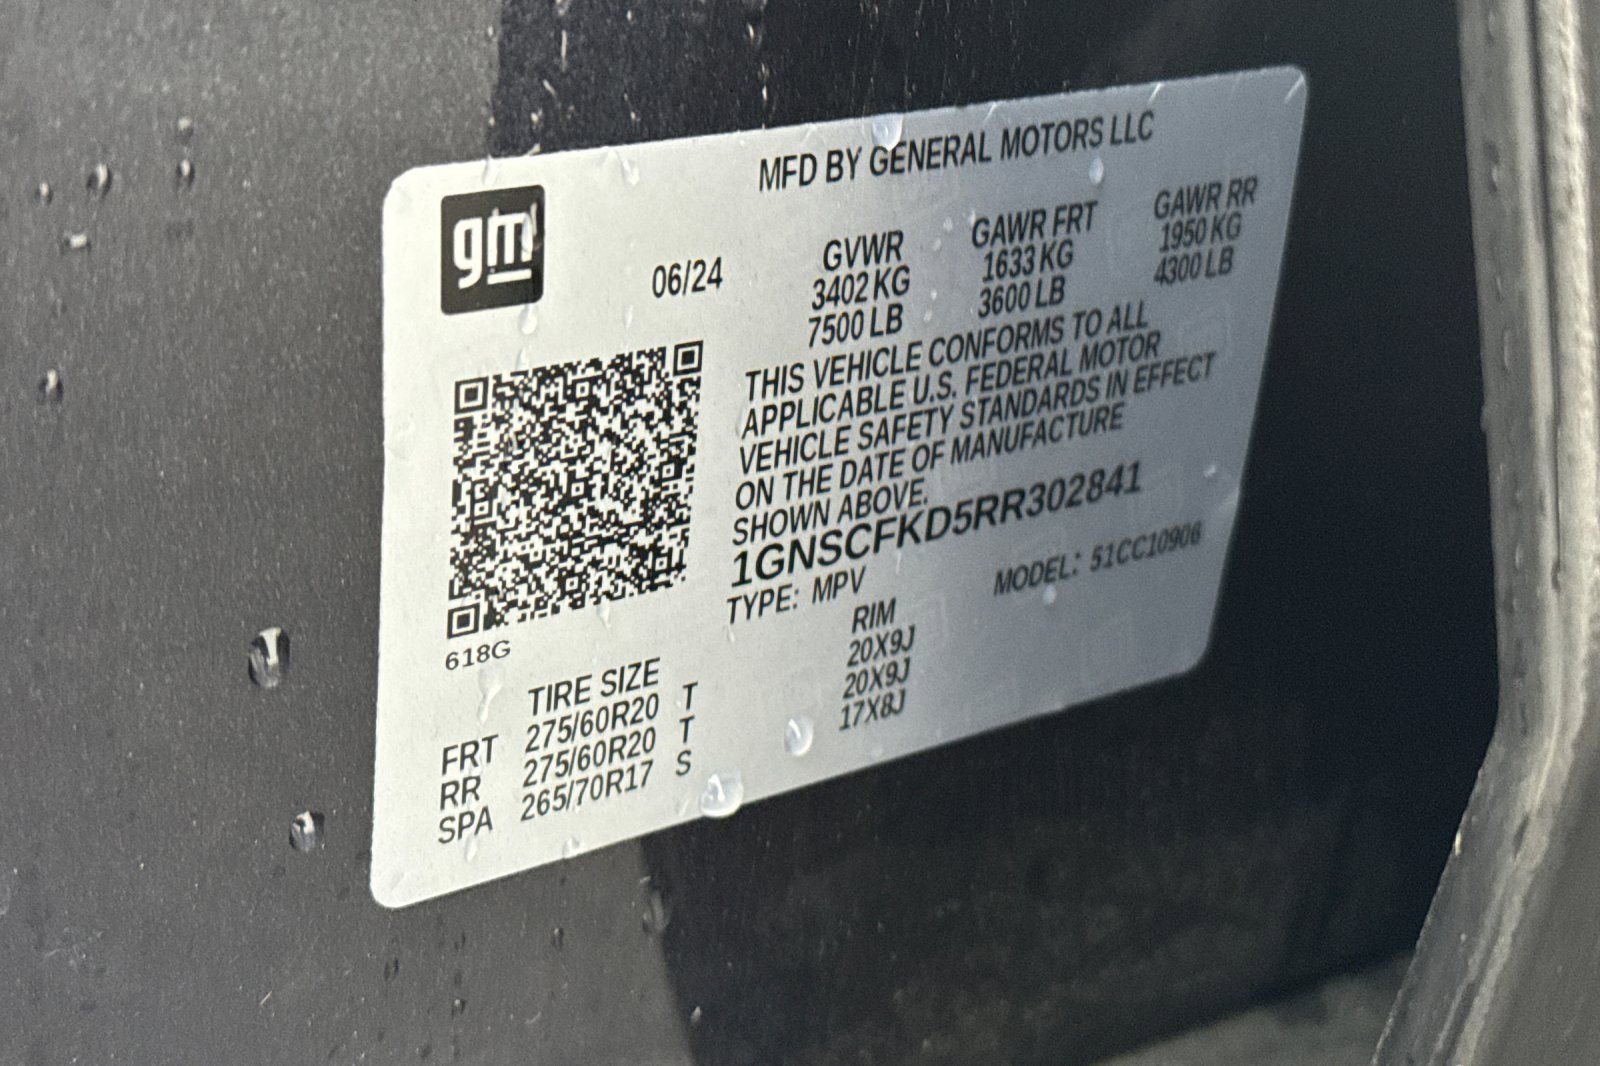 MFD BY GENERAL MOTORS LLC
gm
06/24
GVWR
3402 KG
7500 LB
GAWR FRT
1633 KG
3600 LB
GAWR RR
1950 KG
4300 LB
THIS VEHICLE CONFORMS TO ALL
APPLICABLE U.S. FEDERAL MOTOR
VEHICLE SAFETY STANDARDS IN EFFECT
ON THE DATE OF MANUFACTURE
SHOWN ABOVE.
1GNSCFKD5RR302841
TYPE: MPV MODEL: 51CC10906
618G
TIRE SIZE RIM
FRT 275/60R20 T 20X9J
RR 275/60R20 T 20X9J
SPA 265/70R17 S 17X8J